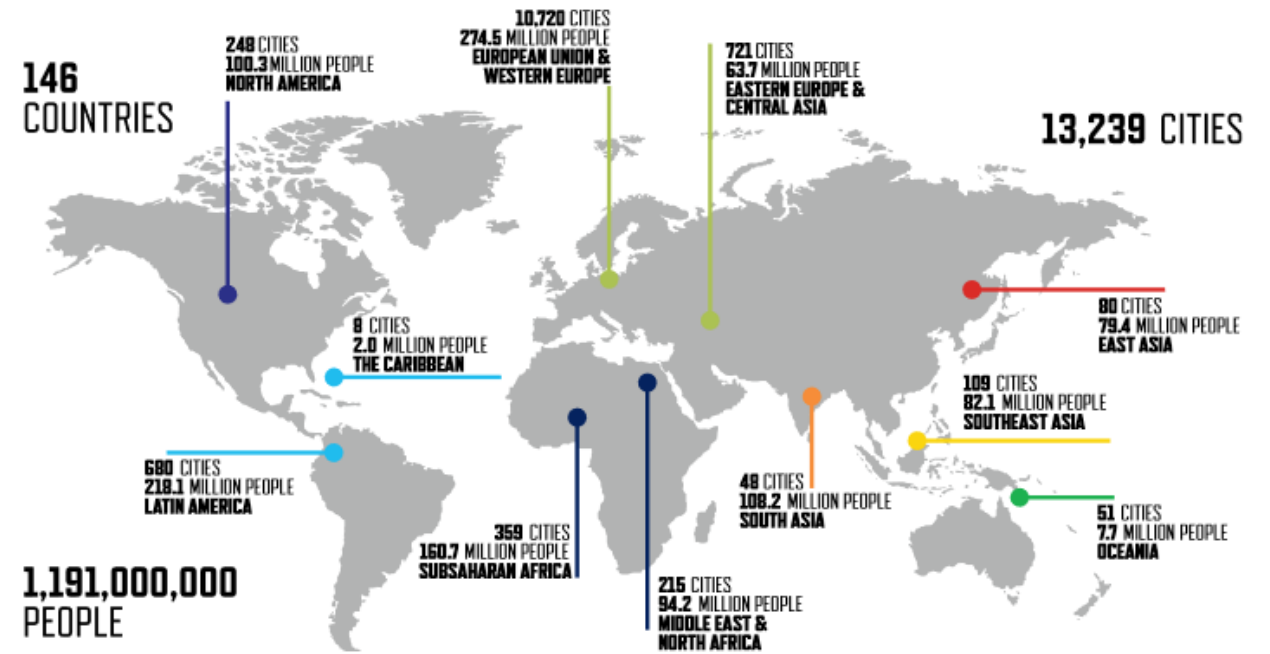 146
COUNTRIES
248 CITIES
100.3 MILLION PEOPLE
NORTH AMERICA
10,720 CITIES
274.5 MILLION PEOPLE
EUROPEAN UNION &
WESTERN EUROPE
721 CITIES
63.7 MILLION PEOPLE
EASTERN EUROPE &
CENTRAL ASIA
13,239 CITIES
8 CITIES
2.0 MILLION PEOPLE
THE CARIBBEAN
80 CITIES
79.4 MILLION PEOPLE
EAST ASIA
109 CITIES
82.1 MILLION PEOPLE
SOUTHEAST ASIA
680 CITIES
218.1 MILLION PEOPLE
LATIN AMERICA
48 CITIES
108.2 MILLION PEOPLE
SOUTH ASIA
51 CITIES
7.7 MILLION PEOPLE
OCEANIA
359 CITIES
160.7 MILLION PEOPLE
SUBSAHARAN AFRICA
215 CITIES
94.2 MILLION PEOPLE
MIDDLE EAST &
NORTH AFRICA
1,191,000,000
PEOPLE